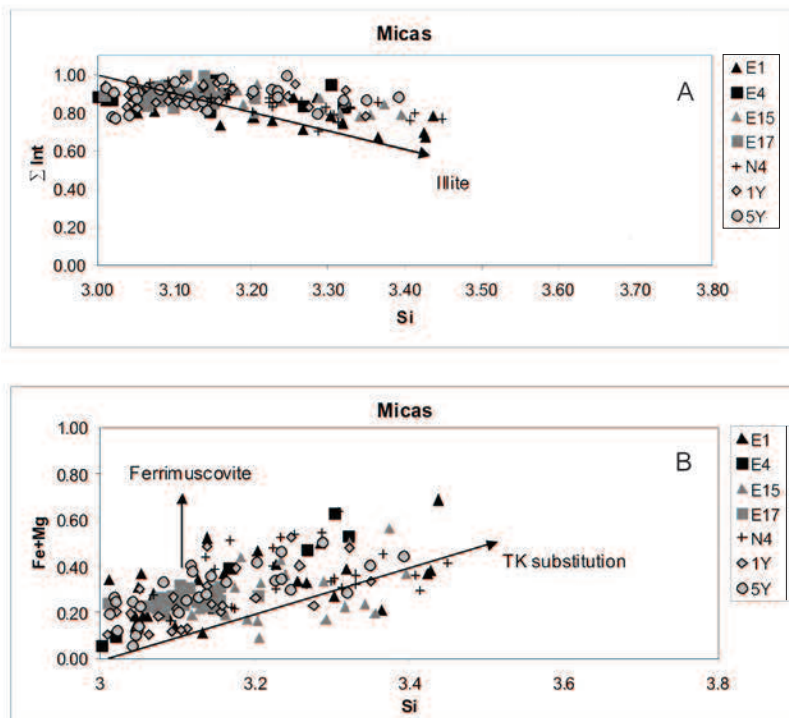 Micas
A
1.00
0.80
0.60
0.40
0.20
0.00
Σ Int
Illite
3.00 3.10 3.20 3.30 3.40 3.50 3.60 3.70 3.80
Si
E1
E4
E15
E17
N4
1Y
5Y
Micas
B
1.00
0.80
0.60
0.40
0.20
0.00
Fe+Mg
Ferrimuscovite
TK substitution
3 3.2 3.4 3.6 3.8
Si
E1
E4
E15
E17
N4
1Y
5Y